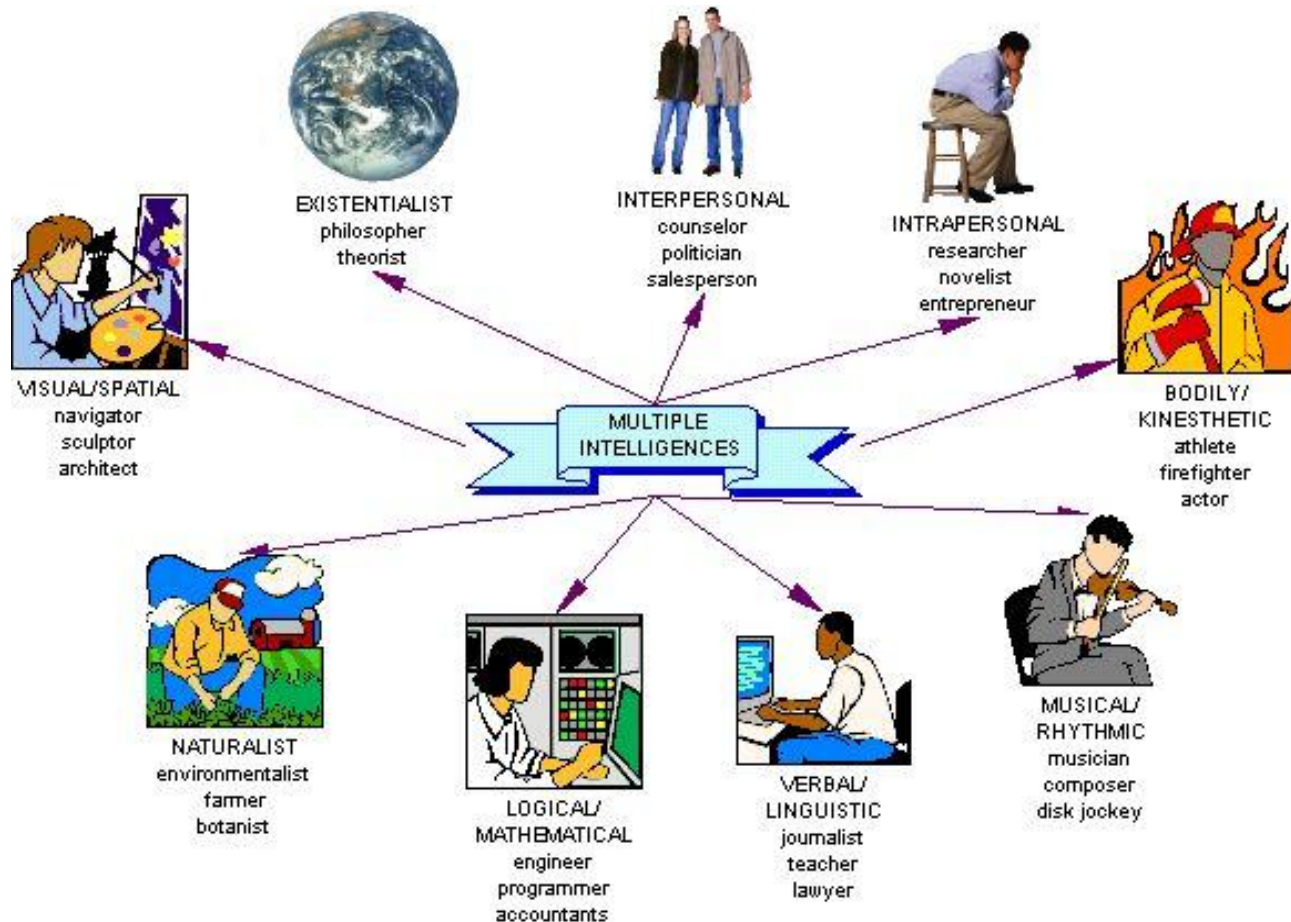 EXISTENTIALIST
philosopher
theorist
INTERPERSONAL
counselor
politician
salesperson
INTRAPERSONAL
researcher
novelist
entrepreneur
VISUAL/SPATIAL
navigator
sculptor
architect
MULTIPLE
INTELLIGENCES
BODILY/
KINESTHETIC
athlete
firefighter
actor
NATURALIST
environmentalist
farmer
botanist
LOGICAL/
MATHEMATICAL
engineer
programmer
accountants
VERBAL/
LINGUISTIC
journalist
teacher
lawyer
MUSICAL/
RHYTHMIC
musician
composer
disk jockey